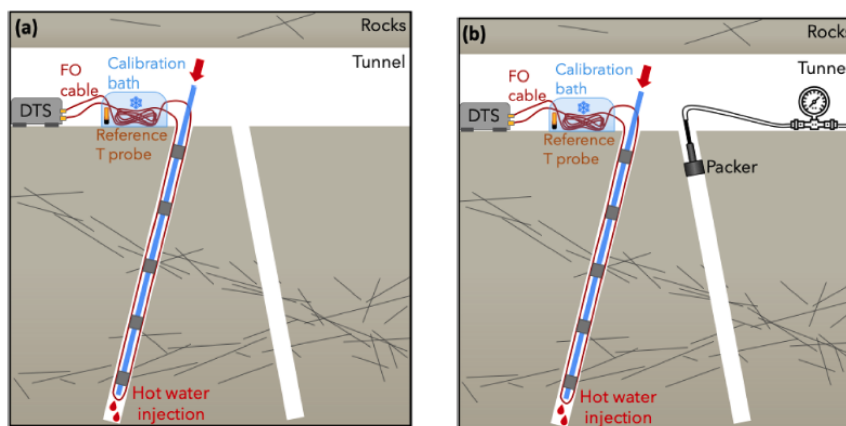 (a)
Rocks
Tunnel
FO
cable
Calibration
bath
DTS
Reference
T probe
Hot water
injection
(b)
Rocks
Tunnel
FO
cable
Calibration
bath
DTS
Reference
T probe
Packer
Hot water
injection